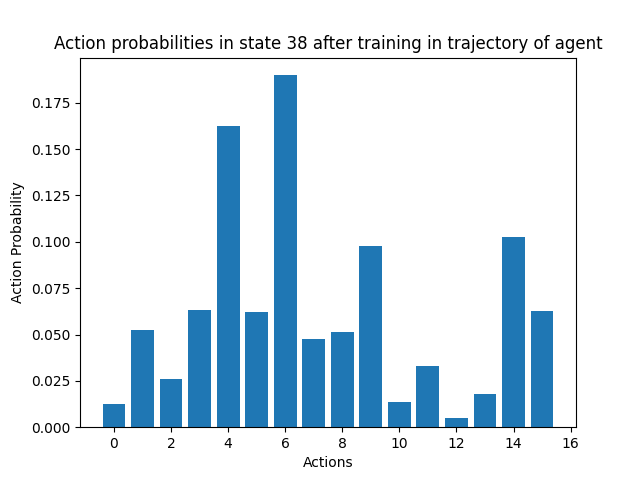 Action probabilities in state 38 after training in trajectory of agent
Action Probability
0.175
0.150
0.125
0.100
0.075
0.050
0.025
0.000
0 2 4 6 8 10 12 14 16
Actions